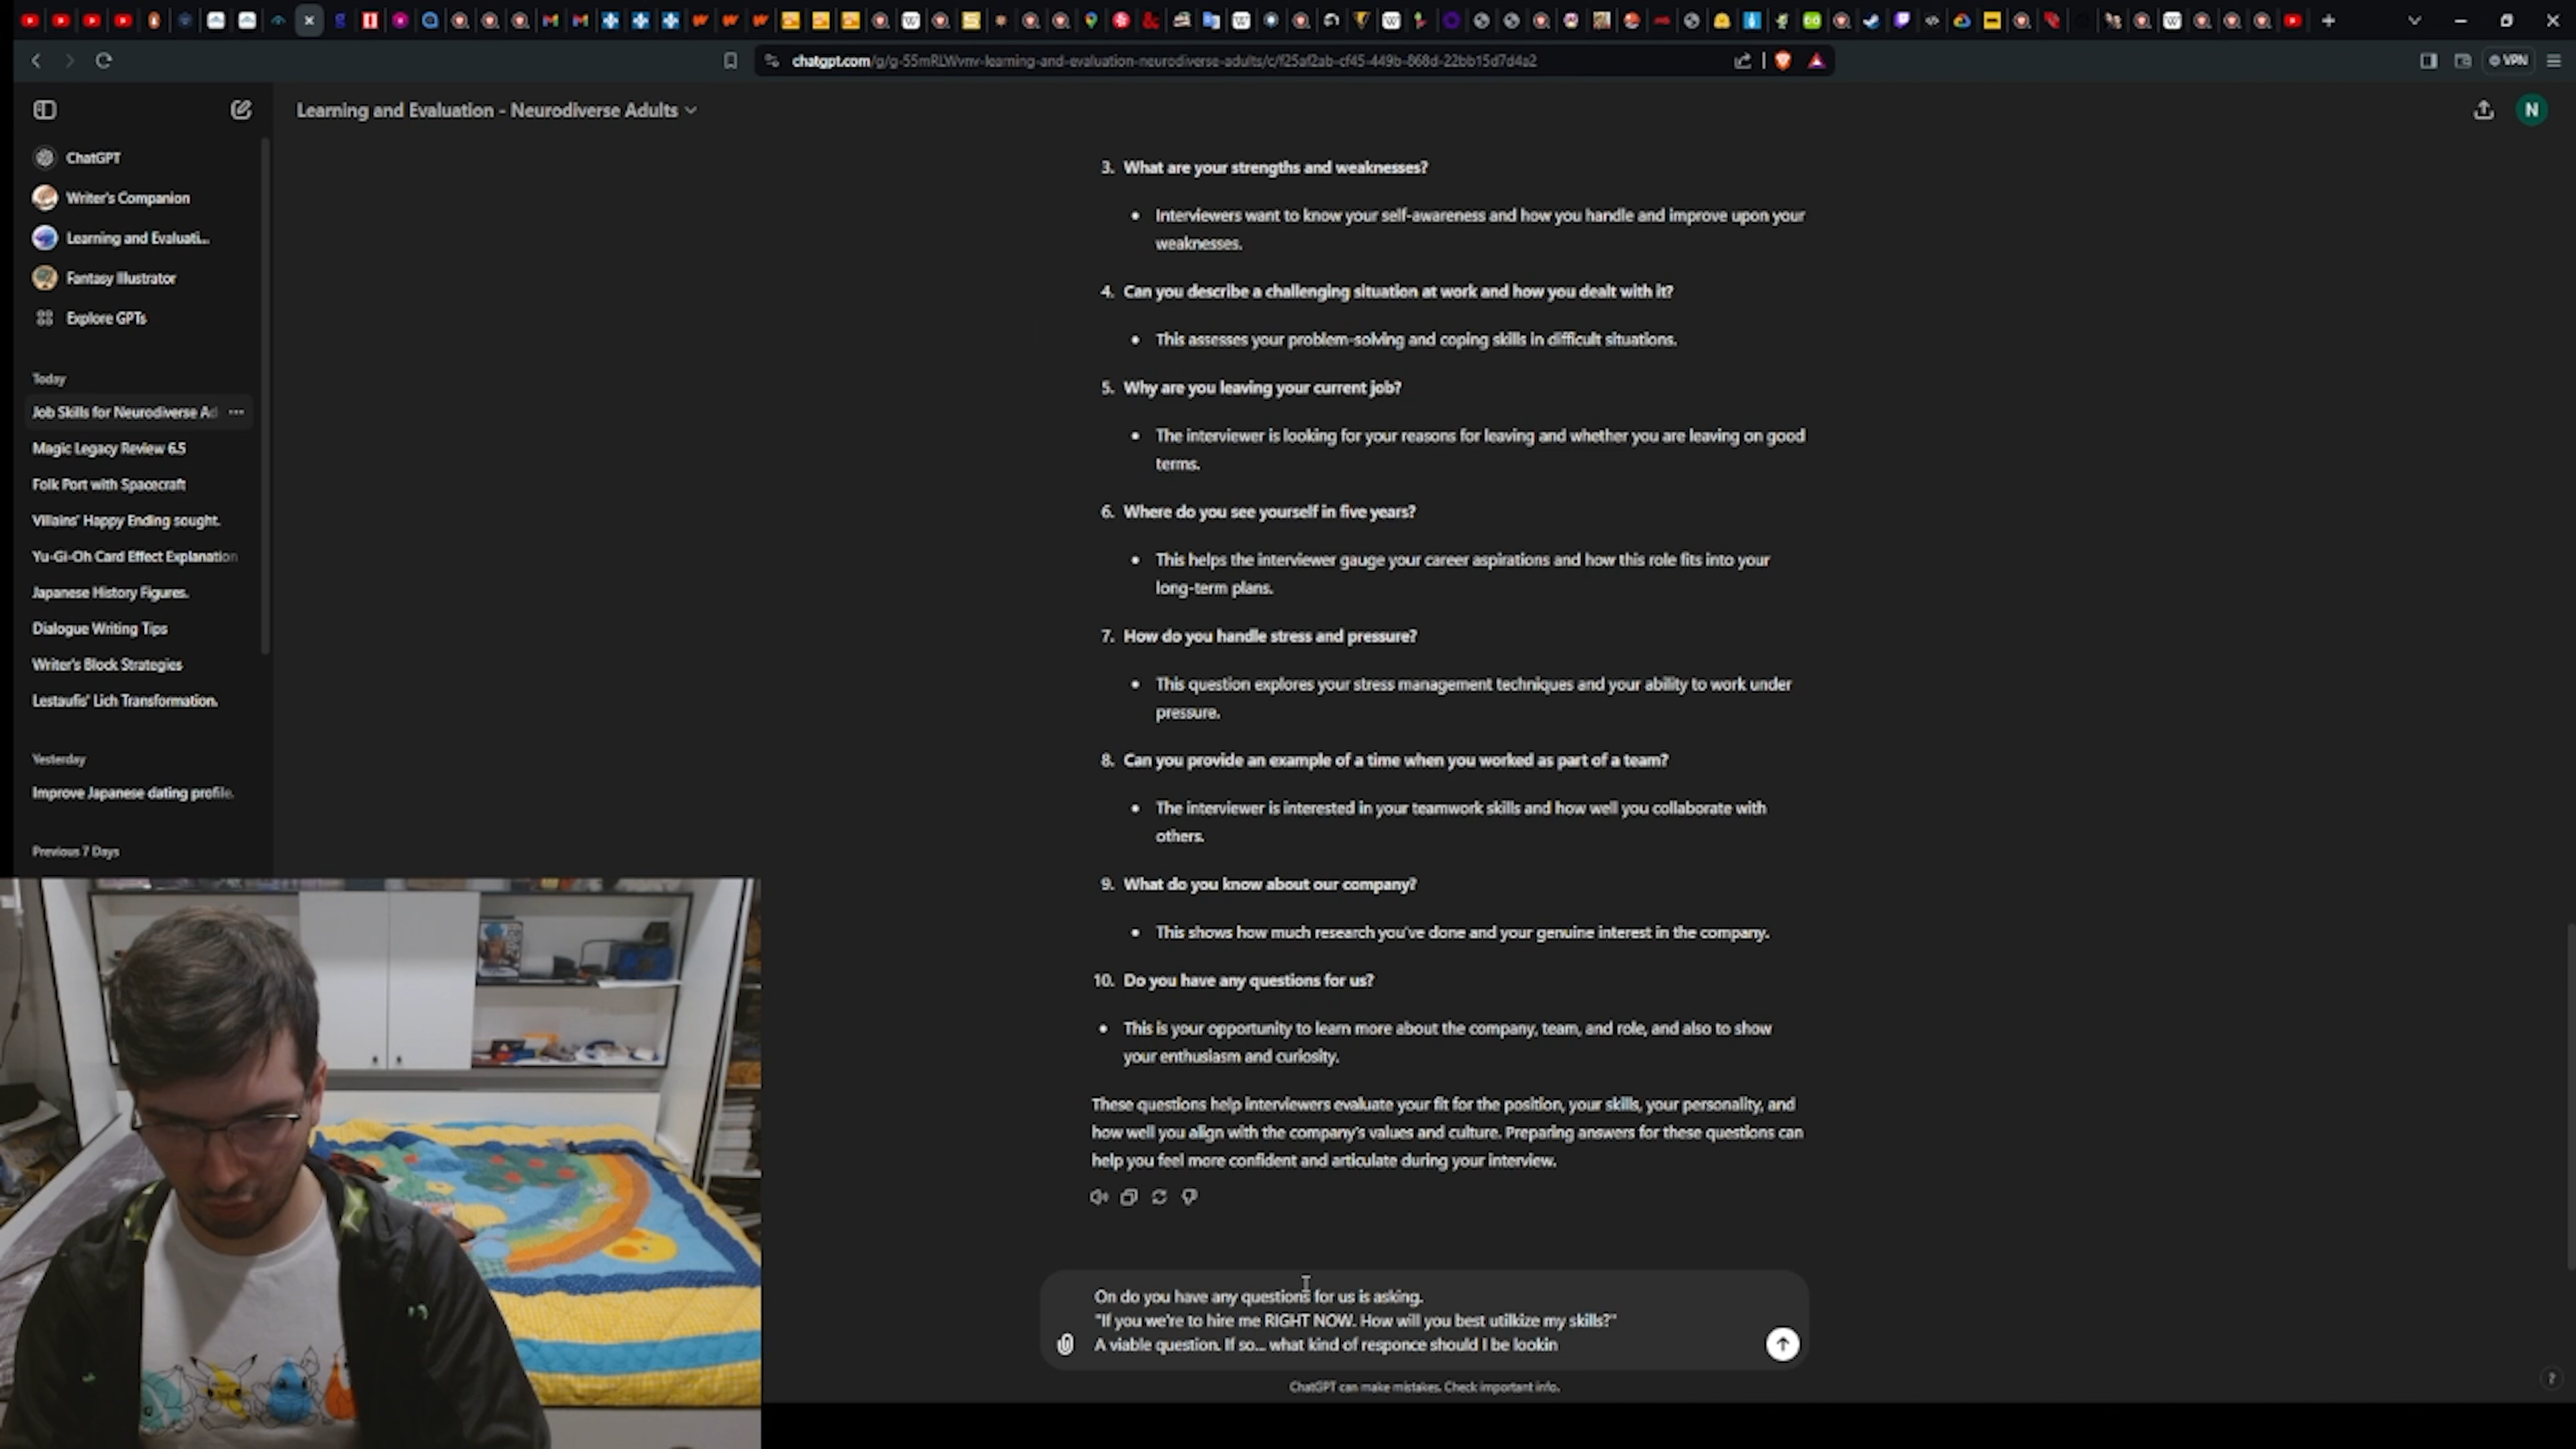 chatgpt.com/g/g-55mRLWvnv-learning-and-evaluation-neurodiverse-adults/c/f25af2ab-cf45-449b-868d-22bb15d7d4a2
VPN
Learning and Evaluation - Neurodiverse Adults
N
ChatGPT
Writer's Companion
Learning and Evaluati...
Fantasy Illustrator
Explore GPTs
Today
Job Skills for Neurodiverse Ad
Magic Legacy Review 6.5
Folk Port with Spacecraft
Villains' Happy Ending sought.
Yu-Gi-Oh Card Effect Explanation
Japanese History Figures.
Dialogue Writing Tips
Writer's Block Strategies
Lestaufis' Lich Transformation.
Yesterday
Improve Japanese dating profile.
Previous 7 Days
3. What are your strengths and weaknesses?
• Interviewers want to know your self-awareness and how you handle and improve upon your
weaknesses.
4. Can you describe a challenging situation at work and how you dealt with it?
• This assesses your problem-solving and coping skills in difficult situations.
5. Why are you leaving your current job?
• The interviewer is looking for your reasons for leaving and whether you are leaving on good
terms.
6. Where do you see yourself in five years?
• This helps the interviewer gauge your career aspirations and how this role fits into your
long-term plans.
7. How do you handle stress and pressure?
• This question explores your stress management techniques and your ability to work under
pressure.
8. Can you provide an example of a time when you worked as part of a team?
• The interviewer is interested in your teamwork skills and how well you collaborate with
others.
9. What do you know about our company?
• This shows how much research you've done and your genuine interest in the company.
10. Do you have any questions for us?
• This is your opportunity to learn more about the company, team, and role, and also to show
your enthusiasm and curiosity.
These questions help interviewers evaluate your fit for the position, your skills, your personality, and
how well you align with the company's values and culture. Preparing answers for these questions can
help you feel more confident and articulate during your interview.
On do you have any questions for us is asking.
"If you we're to hire me RIGHT NOW. How will you best utilkize my skills?"
A viable question. If so... what kind of responce should I be lookin
ChatGPT can make mistakes. Check important info.
?